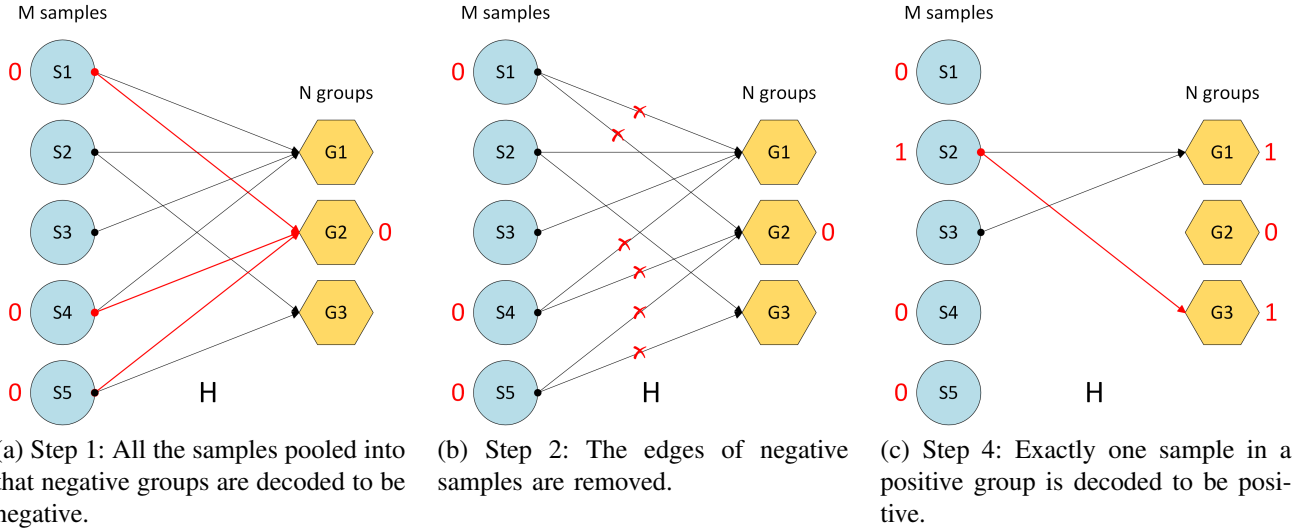 M samples
0 S1
N groups
S2 G1
S3 G2 0
0 S4 G3
0 S5 H
(a) Step 1: All the samples pooled into
that negative groups are decoded to be
negative.
M samples
0 S1
N groups
S2 G1
S3 G2 0
0 S4 G3
0 S5 H
(b) Step 2: The edges of negative
samples are removed.
M samples
0 S1
N groups
1 S2 G1 1
S3 G2 0
0 S4 G3 1
0 S5 H
(c) Step 4: Exactly one sample in a
positive group is decoded to be posi-
tive.